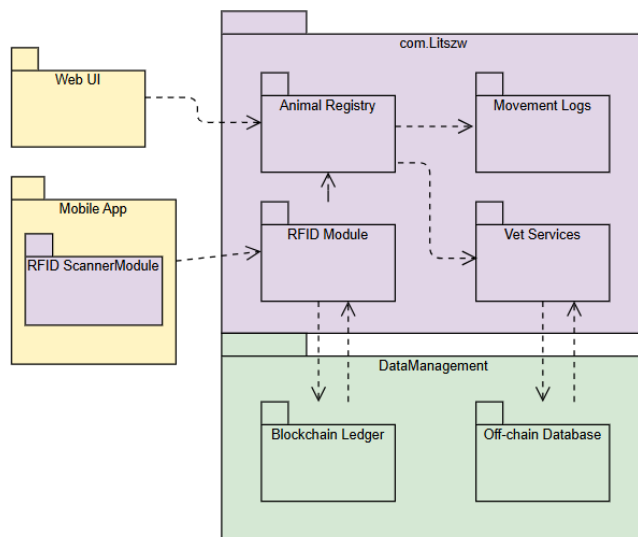 com.Litszw
Web UI
Animal Registry
Movement Logs
Mobile App
RFID ScannerModule
RFID Module
Vet Services
DataManagement
Blockchain Ledger
Off-chain Database